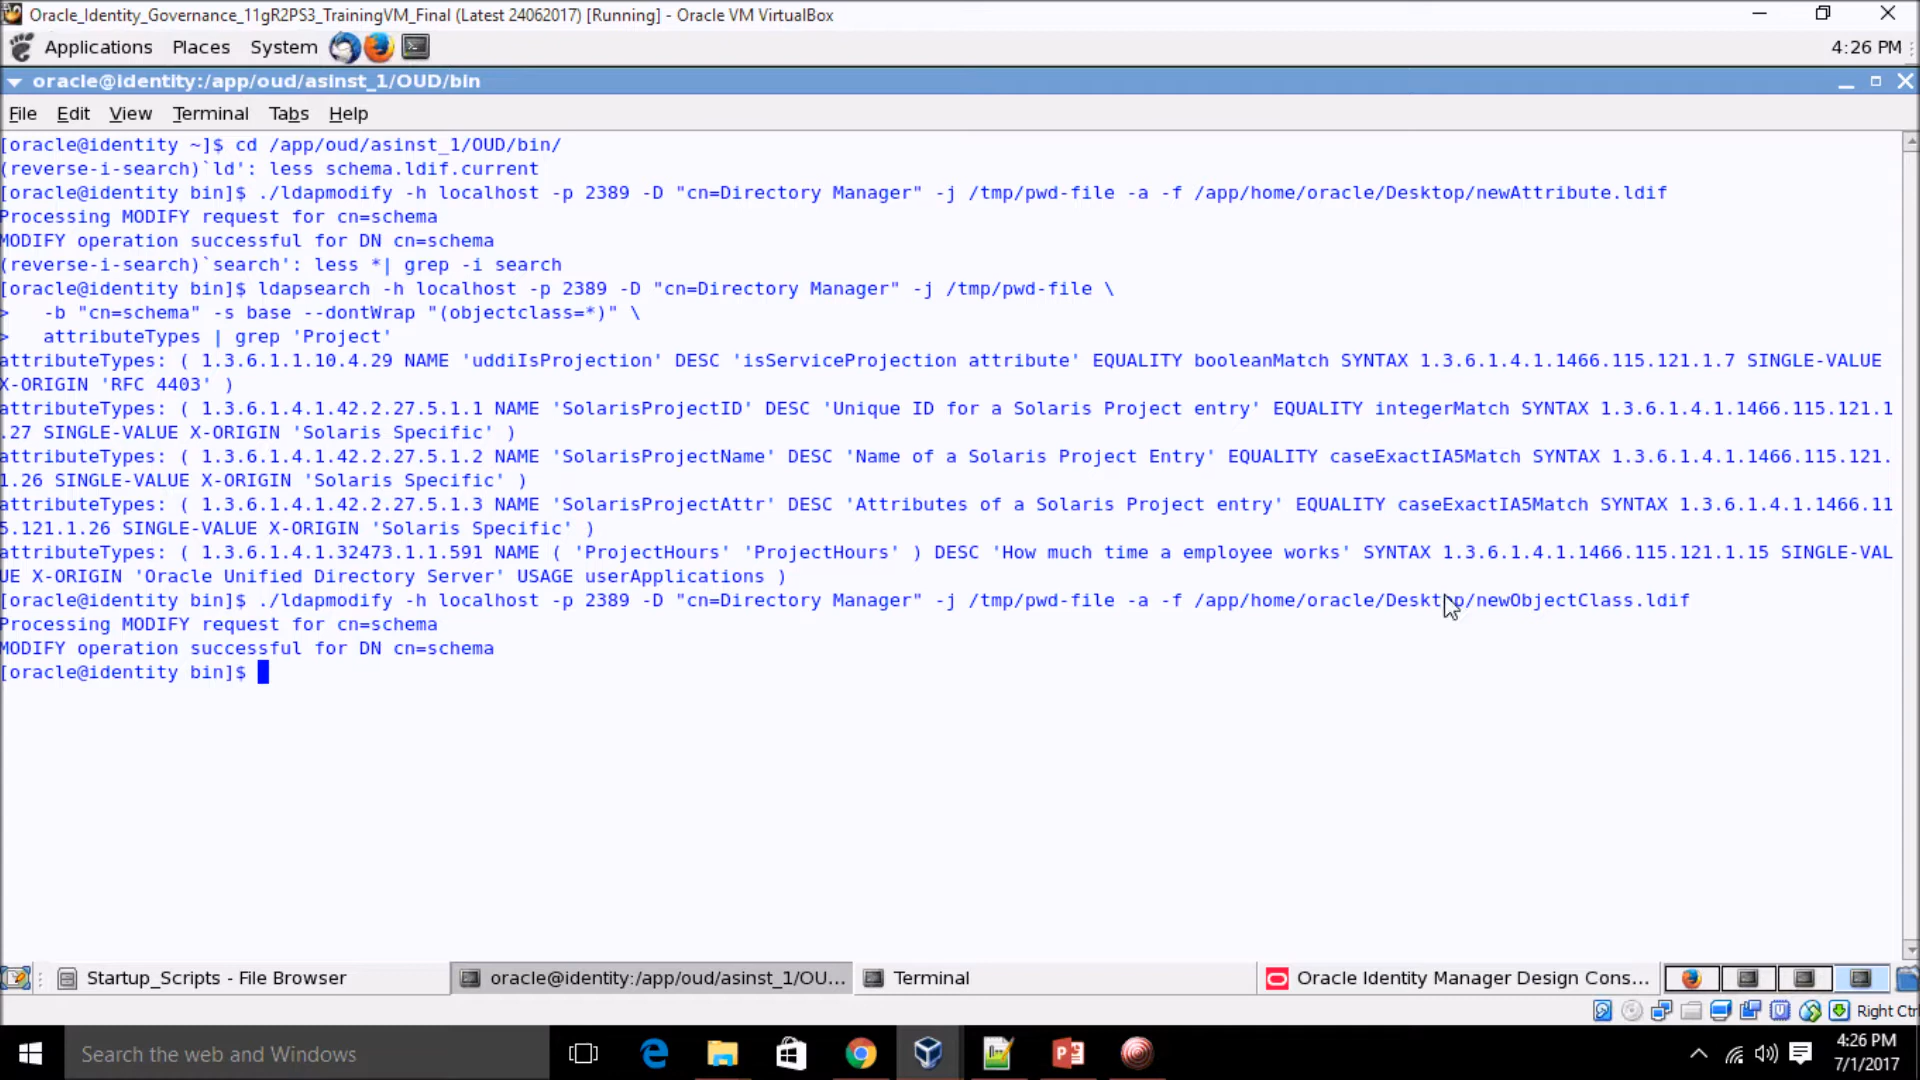 Oracle_Identity_Governance_11gR2PS3_TrainingVM_Final (Latest 24062017) [Running] - Oracle VM VirtualBox
Applications Places System 4:26 PM
oracle@identity:/app/oud/asinst_1/OUD/bin
File Edit View Terminal Tabs Help
[oracle@identity ~]$ cd /app/oud/asinst_1/OUD/bin/
(reverse-i-search)`ld': less schema.ldif.current
[oracle@identity bin]$ ./ldapmodify -h localhost -p 2389 -D "cn=Directory Manager" -j /tmp/pwd-file -a -f /app/home/oracle/Desktop/newAttribute.ldif
Processing MODIFY request for cn=schema
MODIFY operation successful for DN cn=schema
(reverse-i-search)`search': less *| grep -i search
[oracle@identity bin]$ ldapsearch -h localhost -p 2389 -D "cn=Directory Manager" -j /tmp/pwd-file \
>   -b "cn=schema" -s base --dontWrap "(objectclass=*)" \
>   attributeTypes | grep 'Project'
attributeTypes: ( 1.3.6.1.1.10.4.29 NAME 'uddiIsProjection' DESC 'isServiceProjection attribute' EQUALITY booleanMatch SYNTAX 1.3.6.1.4.1.1466.115.121.1.7 SINGLE-VALUE
X-ORIGIN 'RFC 4403' )
attributeTypes: ( 1.3.6.1.4.1.42.2.27.5.1.1 NAME 'SolarisProjectID' DESC 'Unique ID for a Solaris Project entry' EQUALITY integerMatch SYNTAX 1.3.6.1.4.1.1466.115.121.1
.27 SINGLE-VALUE X-ORIGIN 'Solaris Specific' )
attributeTypes: ( 1.3.6.1.4.1.42.2.27.5.1.2 NAME 'SolarisProjectName' DESC 'Name of a Solaris Project Entry' EQUALITY caseExactIA5Match SYNTAX 1.3.6.1.4.1.1466.115.121.
1.26 SINGLE-VALUE X-ORIGIN 'Solaris Specific' )
attributeTypes: ( 1.3.6.1.4.1.42.2.27.5.1.3 NAME 'SolarisProjectAttr' DESC 'Attributes of a Solaris Project entry' EQUALITY caseExactIA5Match SYNTAX 1.3.6.1.4.1.1466.11
5.121.1.26 SINGLE-VALUE X-ORIGIN 'Solaris Specific' )
attributeTypes: ( 1.3.6.1.4.1.32473.1.1.591 NAME ( 'ProjectHours' 'ProjectHours' ) DESC 'How much time a employee works' SYNTAX 1.3.6.1.4.1.1466.115.121.1.15 SINGLE-VAL
UE X-ORIGIN 'Oracle Unified Directory Server' USAGE userApplications )
[oracle@identity bin]$ ./ldapmodify -h localhost -p 2389 -D "cn=Directory Manager" -j /tmp/pwd-file -a -f /app/home/oracle/Desktop/newObjectClass.ldif
Processing MODIFY request for cn=schema
MODIFY operation successful for DN cn=schema
[oracle@identity bin]$
Startup_Scripts - File Browser oracle@identity:/app/oud/asinst_1/OU... Terminal Oracle Identity Manager Design Cons...
Right Ctrl
Search the web and Windows 4:26 PM
7/1/2017